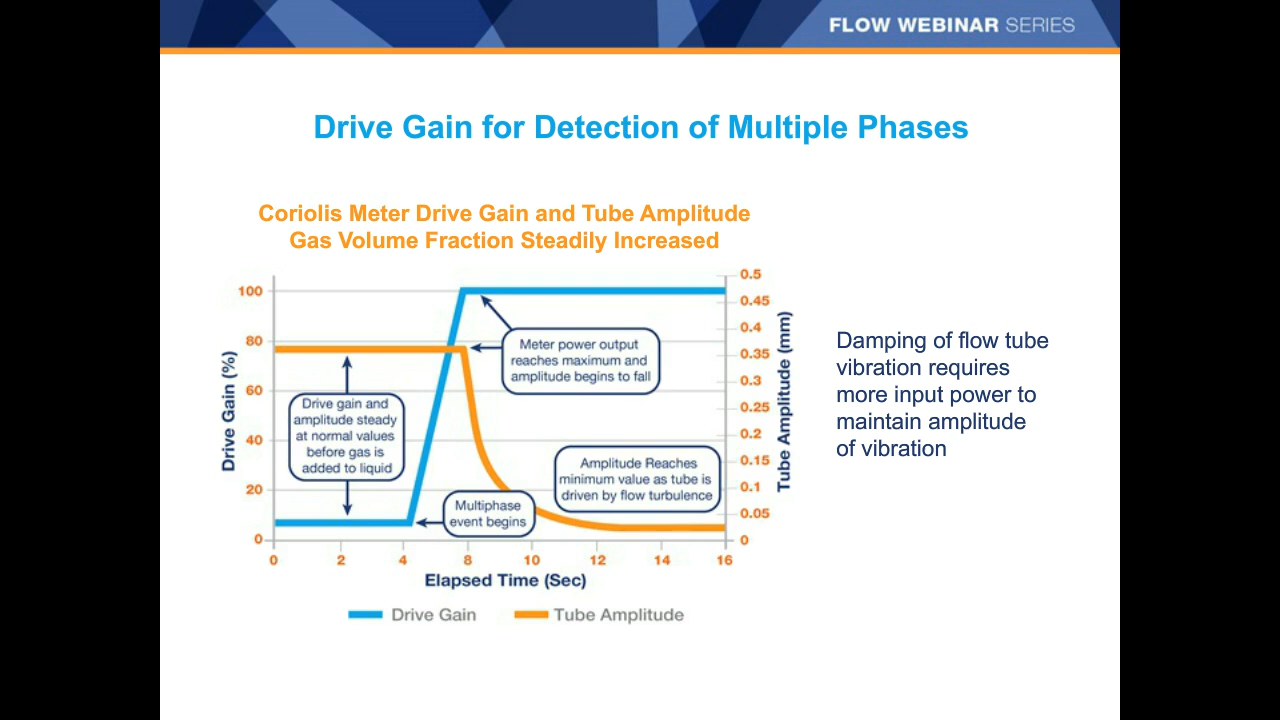 FLOW WEBINAR SERIES
Drive Gain for Detection of Multiple Phases
Coriolis Meter Drive Gain and Tube Amplitude
Gas Volume Fraction Steadily Increased
Drive Gain (%)
100
80
60
40
20
0
Drive gain and
amplitude steady
at normal values
before gas is
added to liquid
Meter power output
reaches maximum and
amplitude begins to fall
Multiphase
event begins
Amplitude Reaches
minimum value as tube is
driven by flow turbulence
0.5
0.45
0.4
0.35
0.3
0.25
0.2
0.15
0.1
0.05
0
Tube Amplitude (mm)
0 2 4 6 8 10 12 14 16
Elapsed Time (Sec)
Drive Gain Tube Amplitude
Damping of flow tube
vibration requires
more input power to
maintain amplitude
of vibration